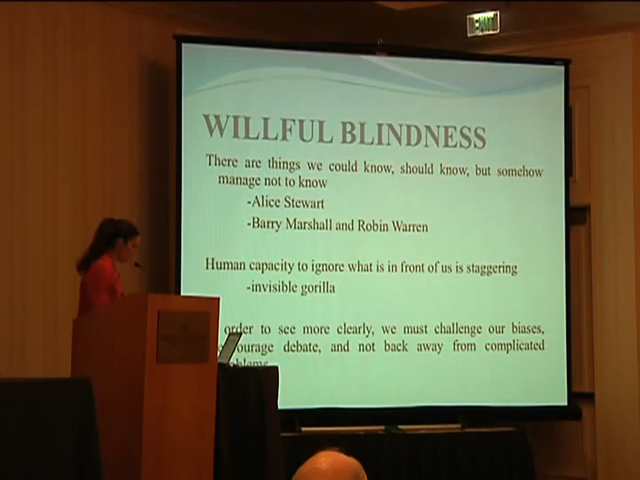 EXIT
WILLFUL BLINDNESS
There are things we could know, should know, but somehow
manage not to know
-Alice Stewart
-Barry Marshall and Robin Warren
Human capacity to ignore what is in front of us is staggering
-invisible gorilla
order to see more clearly, we must challenge our biases,
ourage debate, and not back away from complicated